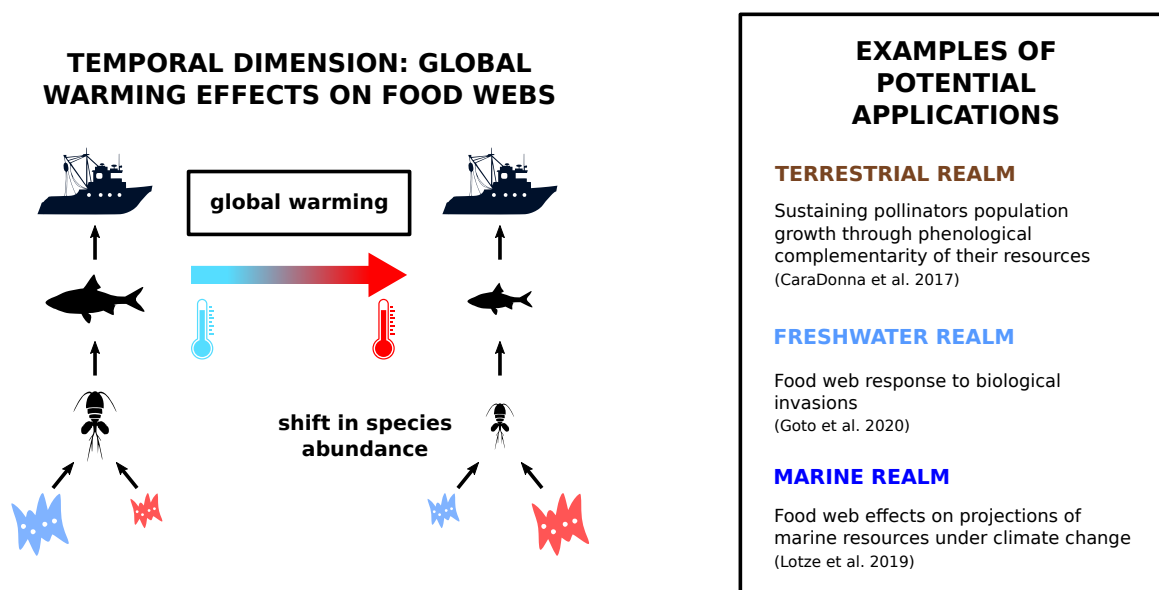 TEMPORAL DIMENSION: GLOBAL
WARMING EFFECTS ON FOOD WEBS
global warming
shift in species
abundance
EXAMPLES OF
POTENTIAL
APPLICATIONS
TERRESTRIAL REALM
Sustaining pollinators population
growth through phenological
complementarity of their resources
(CaraDonna et al. 2017)
FRESHWATER REALM
Food web response to biological
invasions
(Goto et al. 2020)
MARINE REALM
Food web effects on projections of
marine resources under climate change
(Lotze et al. 2019)